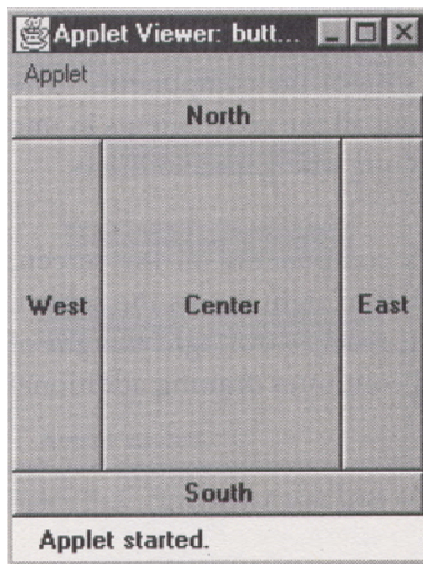 Applet Viewer: butt...
Applet
North
West Center East
South
Applet started.